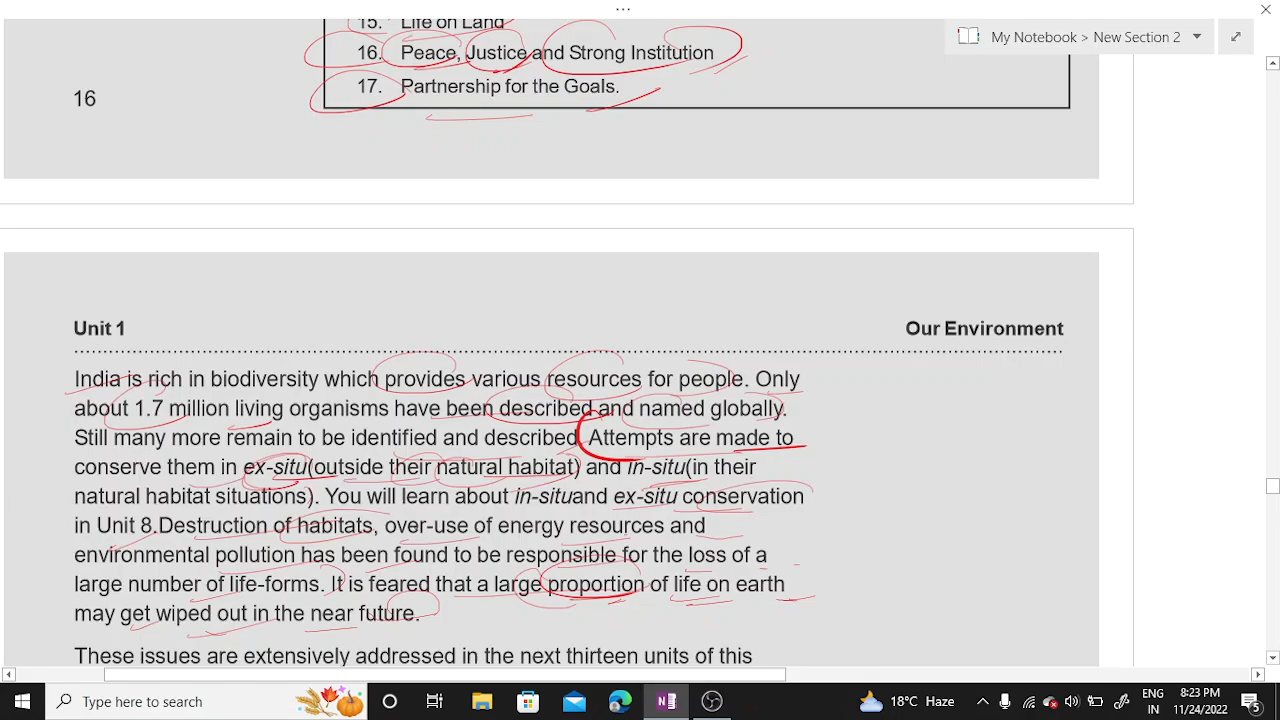 ...
My Notebook > New Section 2
15. Life on Land
16. Peace, Justice and Strong Institution
17. Partnership for the Goals.
16
Unit 1 Our Environment
India is rich in biodiversity which provides various resources for people. Only
about 1.7 million living organisms have been described and named globally.
Still many more remain to be identified and described. Attempts are made to
conserve them in ex-situ(outside their natural habitat) and in-situ(in their
natural habitat situations). You will learn about in-situand ex-situ conservation
in Unit 8.Destruction of habitats, over-use of energy resources and
environmental pollution has been found to be responsible for the loss of a
large number of life-forms. It is feared that a large proportion of life on earth
may get wiped out in the near future.
These issues are extensively addressed in the next thirteen units of this
Type here to search
18°C Haze
ENG
IN
8:23 PM
11/24/2022
5